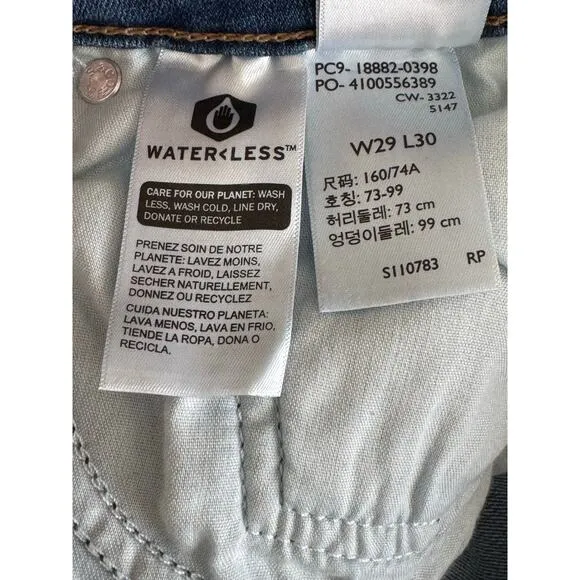 WATER<LESS™
CARE FOR OUR PLANET: WASH
LESS, WASH COLD, LINE DRY,
DONATE OR RECYCLE
PRENEZ SOIN DE NOTRE
PLANETE: LAVEZ MOINS,
LAVEZ A FROID, LAISSEZ
SECHER NATURELLEMENT,
DONNEZ OU RECYCLEZ
CUIDA NUESTRO PLANETA:
LAVA MENOS, LAVA EN FRIO,
TIENDE LA ROPA, DONA O
RECICLA.
PC9- 18882-0398
PO- 4100556389
CW- 3322
5147
W29 L30
尺码: 160/74A
호칭: 73-99
허리둘레: 73 cm
엉덩이둘레: 99 cm
S110783 RP